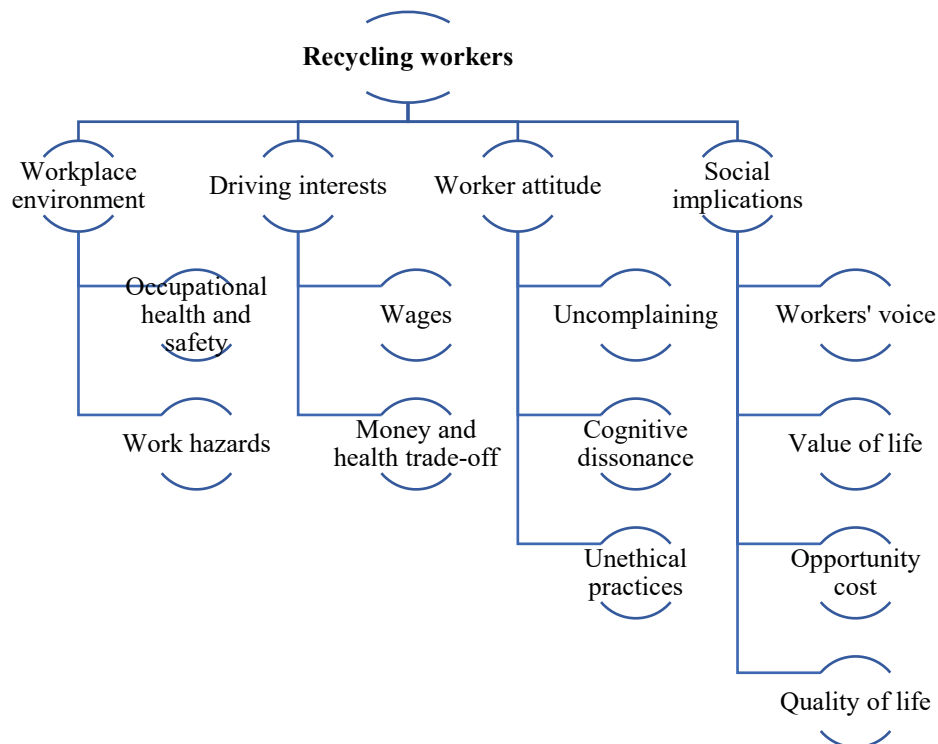 Recycling workers
Workplace
environment
Driving interests
Worker attitude
Social
implications
Occupational
health and
safety
Wages
Uncomplaining
Workers' voice
Work hazards
Money and
health trade-off
Cognitive
dissonance
Value of life
Unethical
practices
Opportunity
cost
Quality of life